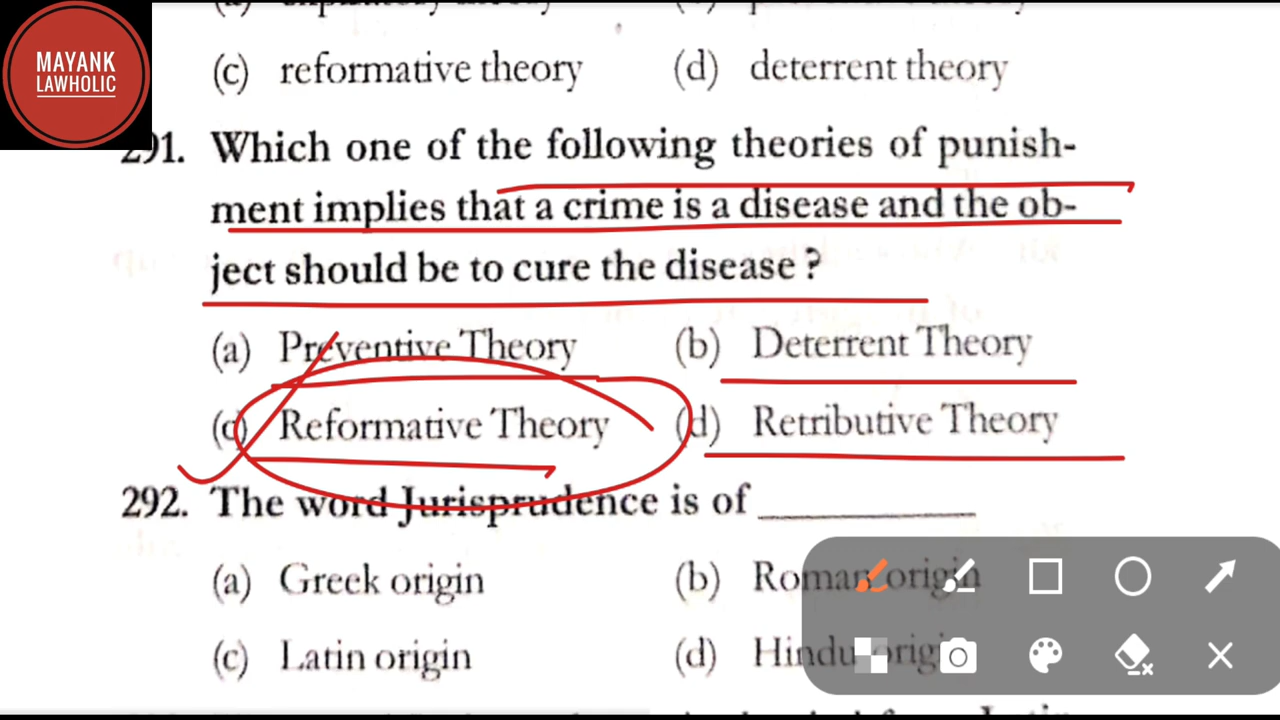 MAYANK
LAWHOLIC
(c) reformative theory (d) deterrent theory
291. Which one of the following theories of punish-
ment implies that a crime is a disease and the ob-
ject should be to cure the disease ?
(a) Preventive Theory (b) Deterrent Theory
(c) Reformative Theory (d) Retributive Theory
292. The word Jurisprudence is of __________
(a) Greek origin (b) Roman origin
(c) Latin origin (d) Hindu origin